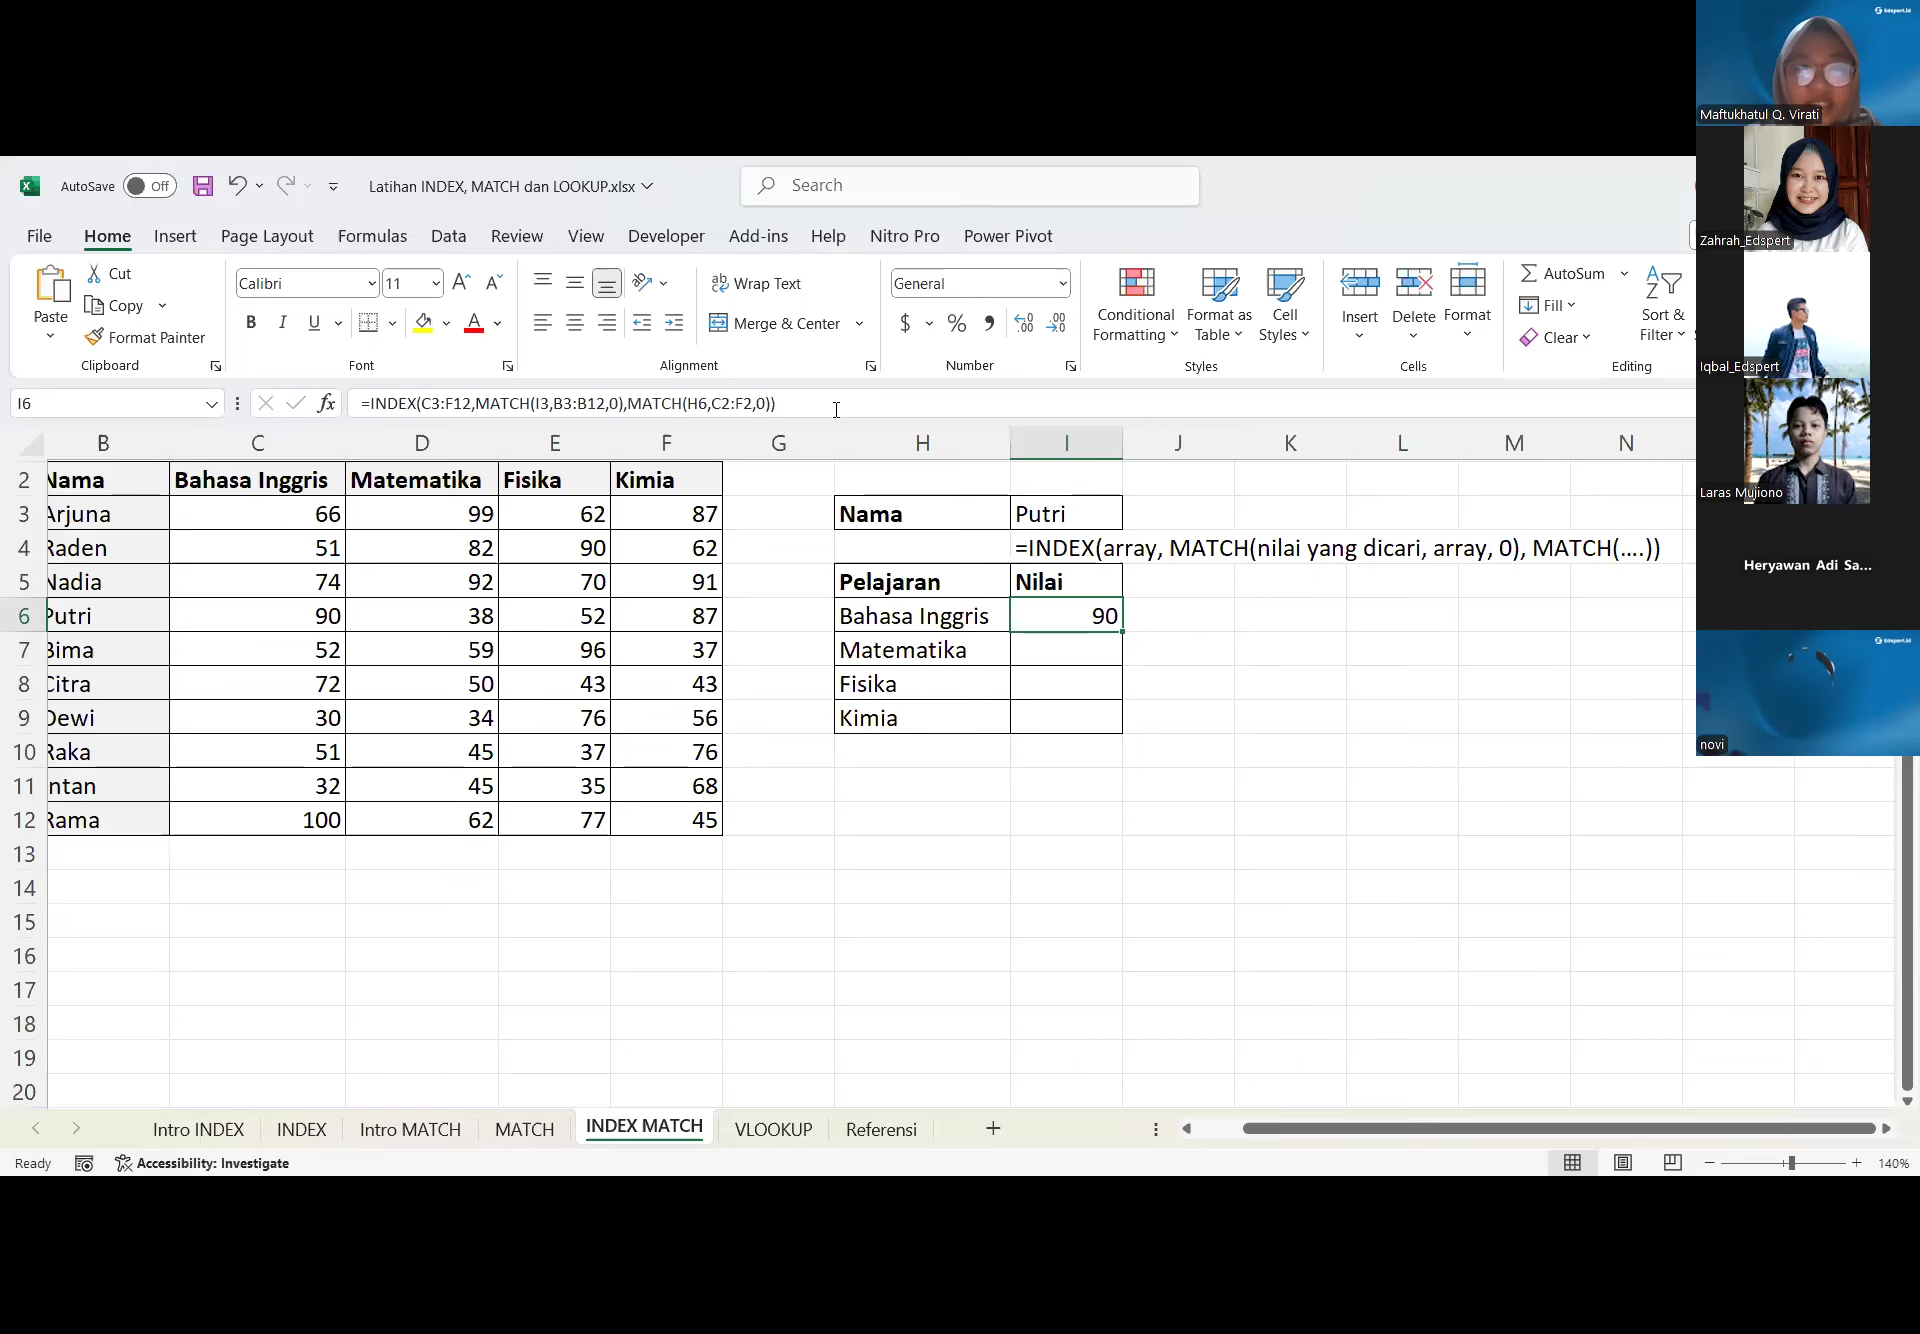 Edspert.id
Maftukhatul Q. Virati
Zahrah_Edspert
Iqbal_Edspert
Laras Mujiono
Heryawan Adi Sa...
Edspert.id
novi
AutoSave Off Latihan INDEX, MATCH dan LOOKUP.xlsx Search
File Home Insert Page Layout Formulas Data Review View Developer Add-ins Help Nitro Pro Power Pivot
Paste Cut Copy Format Painter Clipboard
Calibri 11 B I U A Font
ab Wrap Text Merge & Center Alignment
General $ % Number
Conditional Formatting Format as Table Cell Styles Styles
Insert Delete Format Cells
AutoSum Fill Clear Sort & Filter Editing
I6 fx =INDEX(C3:F12,MATCH(I3,B3:B12,0),MATCH(H6,C2:F2,0))
B C D E F G H I J K L M N
2 Nama Bahasa Inggris Matematika Fisika Kimia
3 Arjuna 66 99 62 87 Nama Putri
4 Raden 51 82 90 62 =INDEX(array, MATCH(nilai yang dicari, array, 0), MATCH(....))
5 Nadia 74 92 70 91 Pelajaran Nilai
6 Putri 90 38 52 87 Bahasa Inggris 90
7 Bima 52 59 96 37 Matematika
8 Citra 72 50 43 43 Fisika
9 Dewi 30 34 76 56 Kimia
10 Raka 51 45 37 76
11 ntan 32 45 35 68
12 Rama 100 62 77 45
13
14
15
16
17
18
19
20
Intro INDEX INDEX Intro MATCH MATCH INDEX MATCH VLOOKUP Referensi +
Ready Accessibility: Investigate 140%